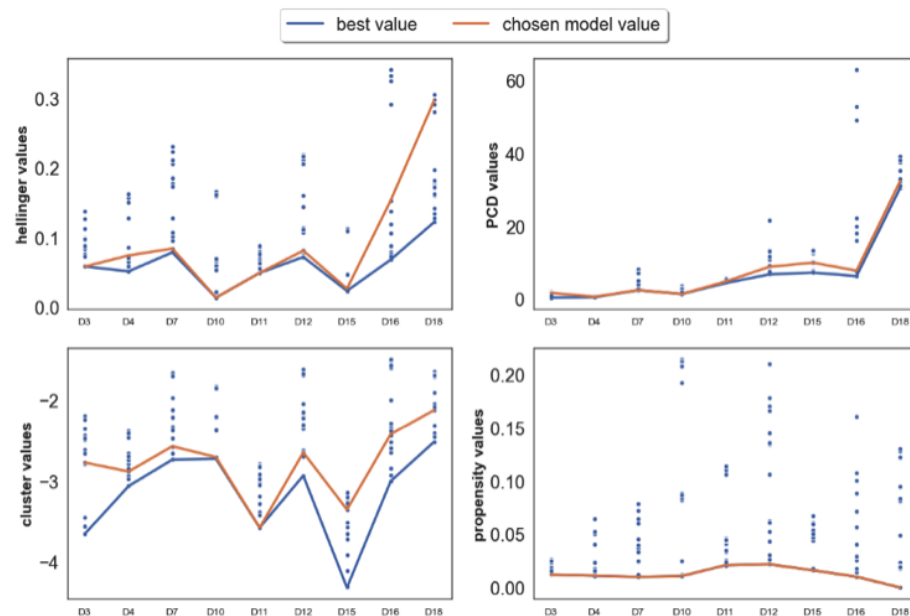 best value chosen model value
hellinger values
0.3
0.2
0.1
0.0
D3 D4 D7 D10 D11 D12 D15 D16 D18
PCD values
60
40
20
0
D3 D4 D7 D10 D11 D12 D15 D16 D18
cluster values
−2
−3
−4
D3 D4 D7 D10 D11 D12 D15 D16 D18
propensity values
0.20
0.15
0.10
0.05
0.00
D3 D4 D7 D10 D11 D12 D15 D16 D18